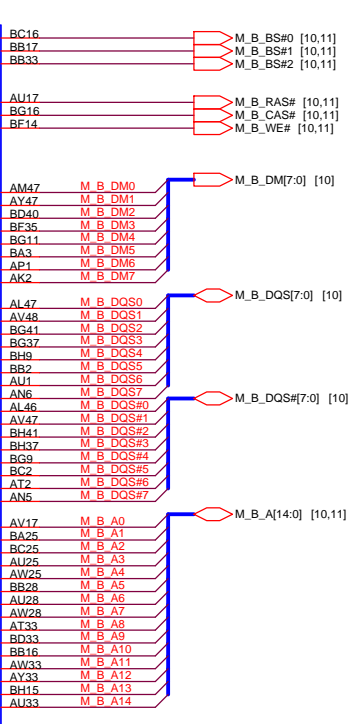 BC16 M_B_BS#0 [10,11]
BB17 M_B_BS#1 [10,11]
BB33 M_B_BS#2 [10,11]
AU17 M_B_RAS# [10,11]
BG16 M_B_CAS# [10,11]
BF14 M_B_WE# [10,11]
M_B_DM[7:0] [10]
AM47 M_B_DM0
AY47 M_B_DM1
BD40 M_B_DM2
BF35 M_B_DM3
BG11 M_B_DM4
BA3 M_B_DM5
AP1 M_B_DM6
AK2 M_B_DM7
M_B_DQS[7:0] [10]
AL47 M_B_DQS0
AV48 M_B_DQS1
BG41 M_B_DQS2
BG37 M_B_DQS3
BH9 M_B_DQS4
BB2 M_B_DQS5
AU1 M_B_DQS6
AN6 M_B_DQS7
M_B_DQS#[7:0] [10]
AL46 M_B_DQS#0
AV47 M_B_DQS#1
BH41 M_B_DQS#2
BH37 M_B_DQS#3
BG9 M_B_DQS#4
BC2 M_B_DQS#5
AT2 M_B_DQS#6
AN5 M_B_DQS#7
M_B_A[14:0] [10,11]
AV17 M_B_A0
BA25 M_B_A1
BC25 M_B_A2
AU25 M_B_A3
AW25 M_B_A4
BB28 M_B_A5
AU28 M_B_A6
AW28 M_B_A7
AT33 M_B_A8
BD33 M_B_A9
BB16 M_B_A10
AW33 M_B_A11
AY33 M_B_A12
BH15 M_B_A13
AU33 M_B_A14